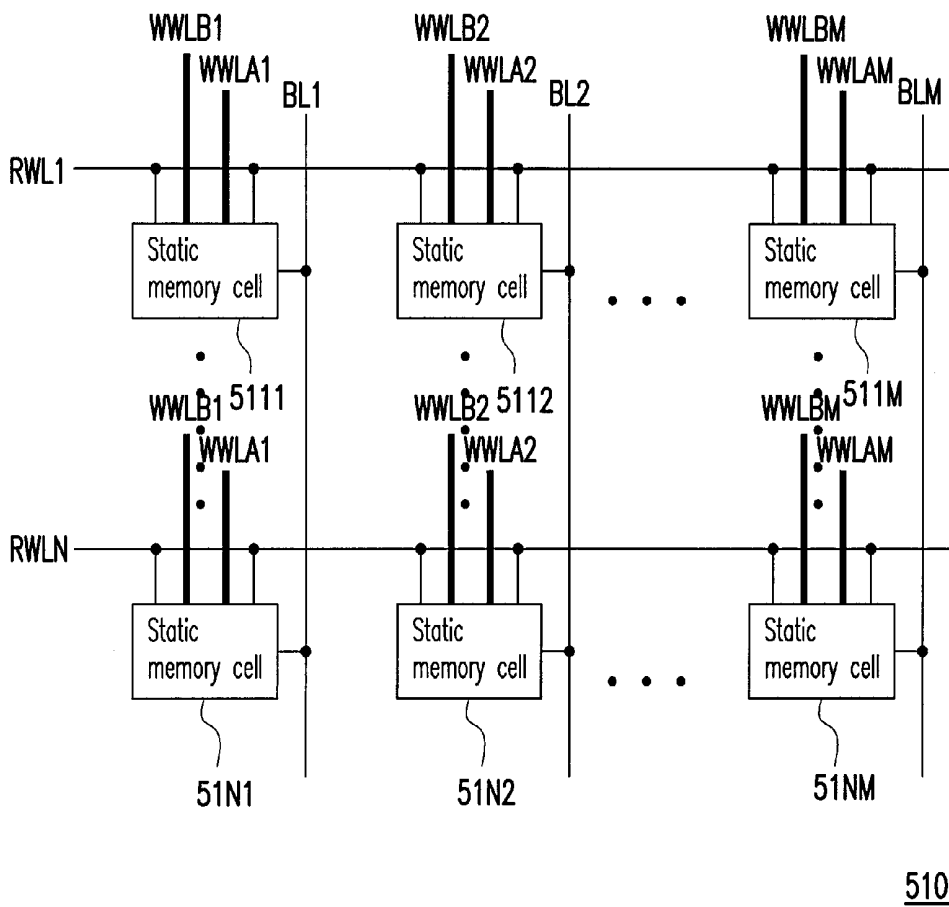 WWLB1 WWLB2 WWLBM
WWLA1 WWLA2 WWLAM
BL1 BL2 BLM
RWL1
Static memory cell
Static memory cell
Static memory cell
5111 5112 511M
WWLB1 WWLB2 WWLBM
WWLA1 WWLA2 WWLAM
RWLN
Static memory cell
Static memory cell
Static memory cell
51N1 51N2 51NM
510